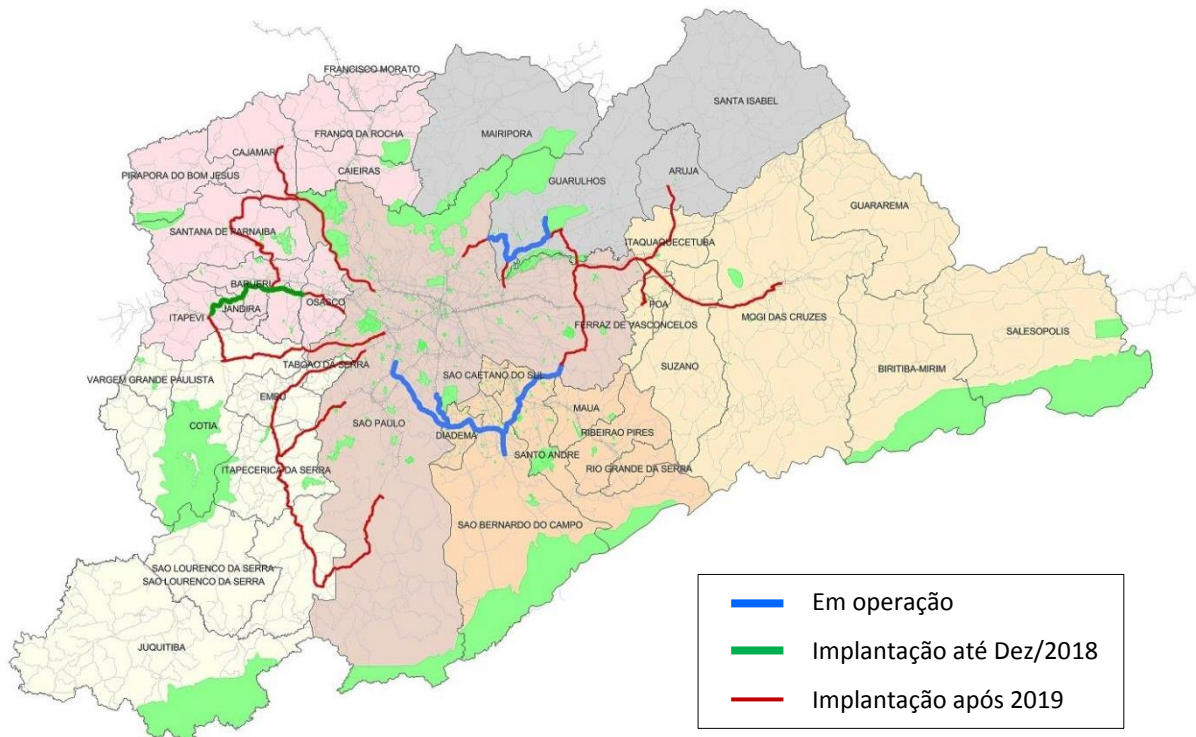 FRANCISCO MORATO
SANTA ISABEL
FRANCO DA ROCHA
MAIRIPORA
CAJAMAR
PIRAPORA DO BOM JESUS
CAIEIRAS
GUARULHOS
ARUJA
GUARAREMA
SANTANA DE PARNAIBA
ITAQUAQUECETUBA
BARUERI
JANDIRA
OSASCO
POA
ITAPEVI
FERRAZ DE VASCONCELOS
MOGI DAS CRUZES
SALESOPOLIS
TABOAO DA SERRA
SAO CAETANO DO SUL
SUZANO
BIRITIBA-MIRIM
VARGEM GRANDE PAULISTA
EMBU
MAUA
COTIA
SAO PAULO
DIADEMA
RIBEIRAO PIRES
SANTO ANDRE
ITAPECERICA DA SERRA
RIO GRANDE DA SERRA
SAO BERNARDO DO CAMPO
SAO LOURENCO DA SERRA
SAO LOURENCO DA SERRA
JUQUITIBA
Em operação
Implantação até Dez/2018
Implantação após 2019